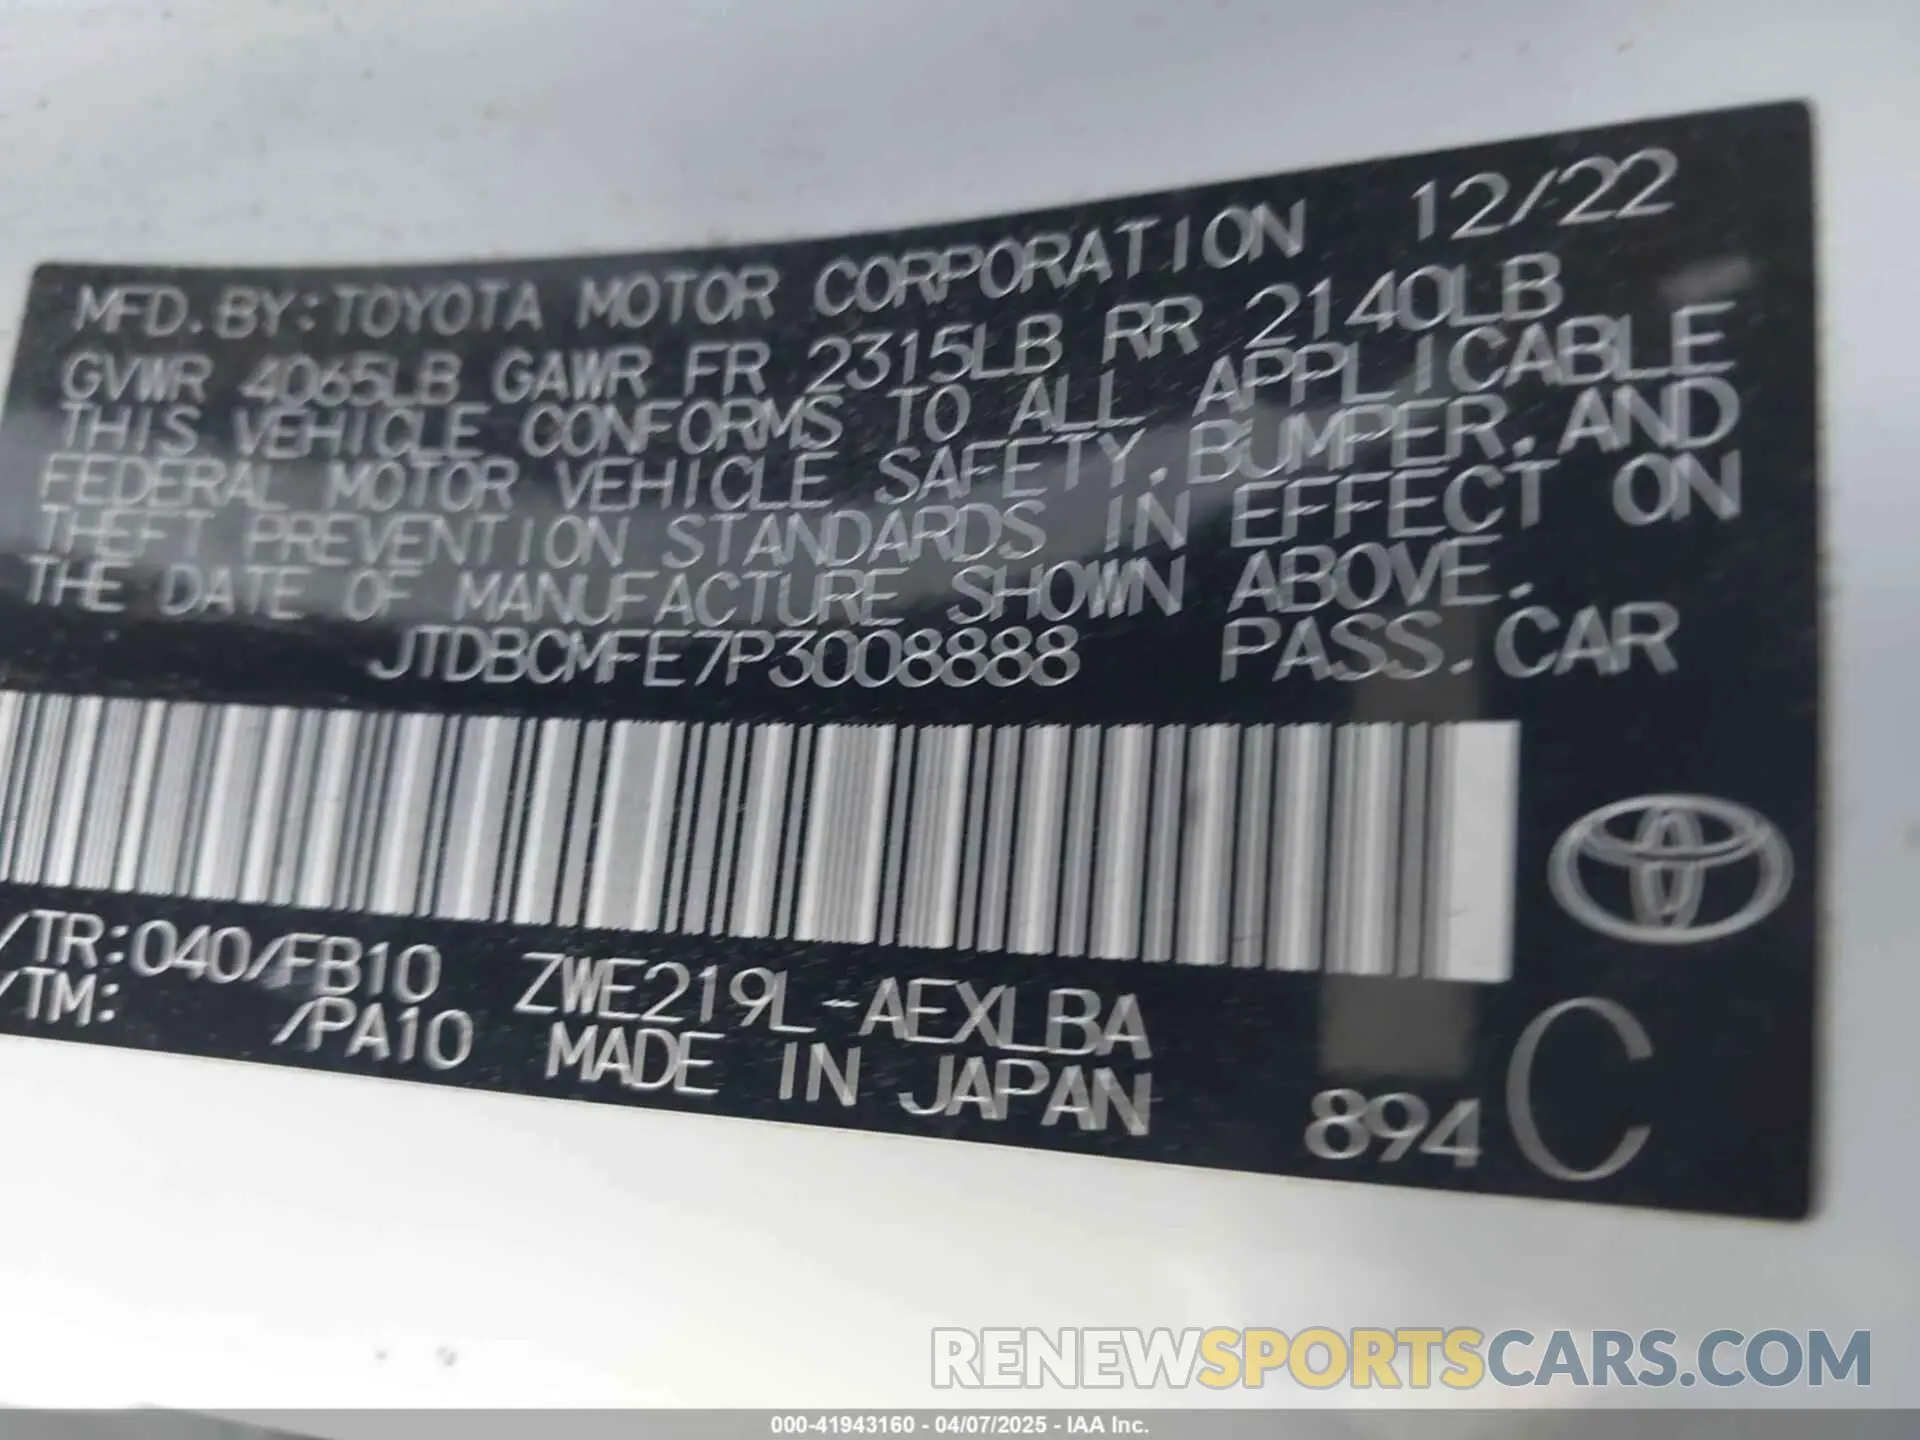 MFD. BY: TOYOTA MOTOR CORPORATION 12/22
GVWR 4065LB GAWR FR 2315LB RR 2140LB
THIS VEHICLE CONFORMS TO ALL APPLICABLE
FEDERAL MOTOR VEHICLE SAFETY, BUMPER, AND
THEFT PREVENTION STANDARDS IN EFFECT ON
THE DATE OF MANUFACTURE SHOWN ABOVE.
JTDBCMFE7P3008888 PASS. CAR
/TR:040/FB10 ZWE219L-AEXLBA
/TM: /PA10 MADE IN JAPAN 894 C
RENEWSPORTSCARS.COM
000-41943160 - 04/07/2025 - IAA Inc.